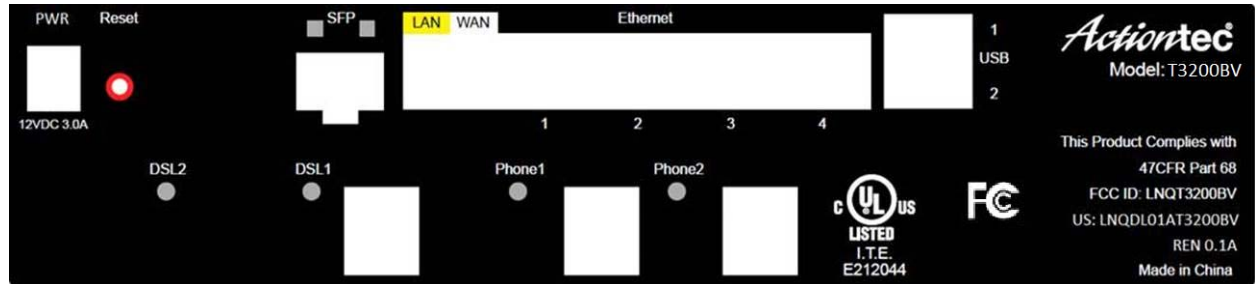 PWR Reset SFP LAN WAN Ethernet
1
USB
2
Actiontec
Model: T3200BV
12VDC 3.0A
1 2 3 4
DSL2 DSL1 Phone1 Phone2
C UL US
LISTED
I.T.E.
E212044
FC
This Product Complies with
47CFR Part 68
FCC ID: LNQT3200BV
US: LNQDL01AT3200BV
REN 0.1A
Made in China